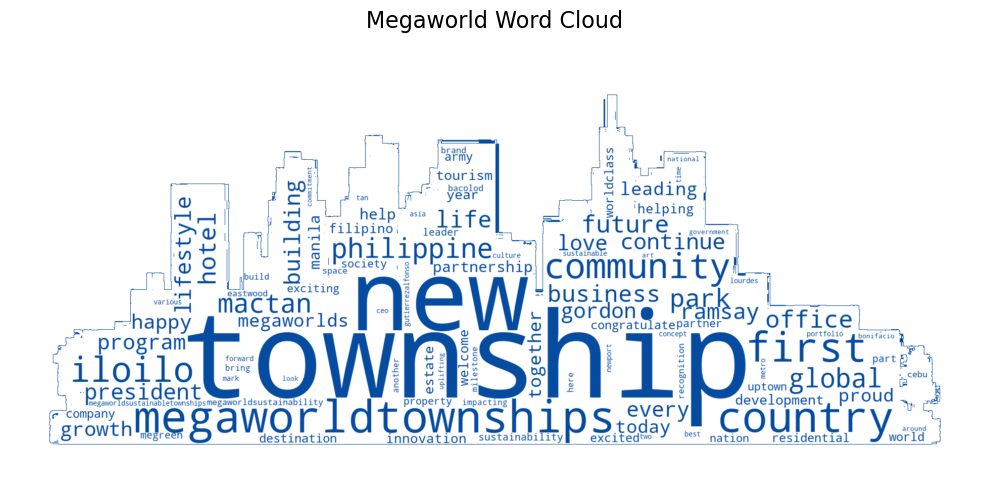 Megaworld Word Cloud
worldclass
brand
army
national
time
tourism
commitment
bacolod
leading
year
tan
helping
lifestyle
hotel
building
manila
help
asia
life
future
government
filipino
leader
love
continue
philippine
culture
sustainable
art
society
space
partnership
community
lourdes
build
gutierrezalfonso
exciting
eastwood
business
park
various
mactan
new
ceo
gordon
ramsay
happy
megaworlds
congratulate
partner
office
program
township
together
concept
portfolio
bonifacio
first
forward
bring
another
estate
uplifting
welcome
milestone
here
newport
recognition
metro
part
iloilo
mark
look
global
cebu
president
uptown
proud
megaworldsustainabletownships
megaworldsustainability
property
impacting
development
company
megaworldtownships
every
country
around
growth
megreen
today
destination
innovation
sustainability
excited
two
best
nation
residential
world